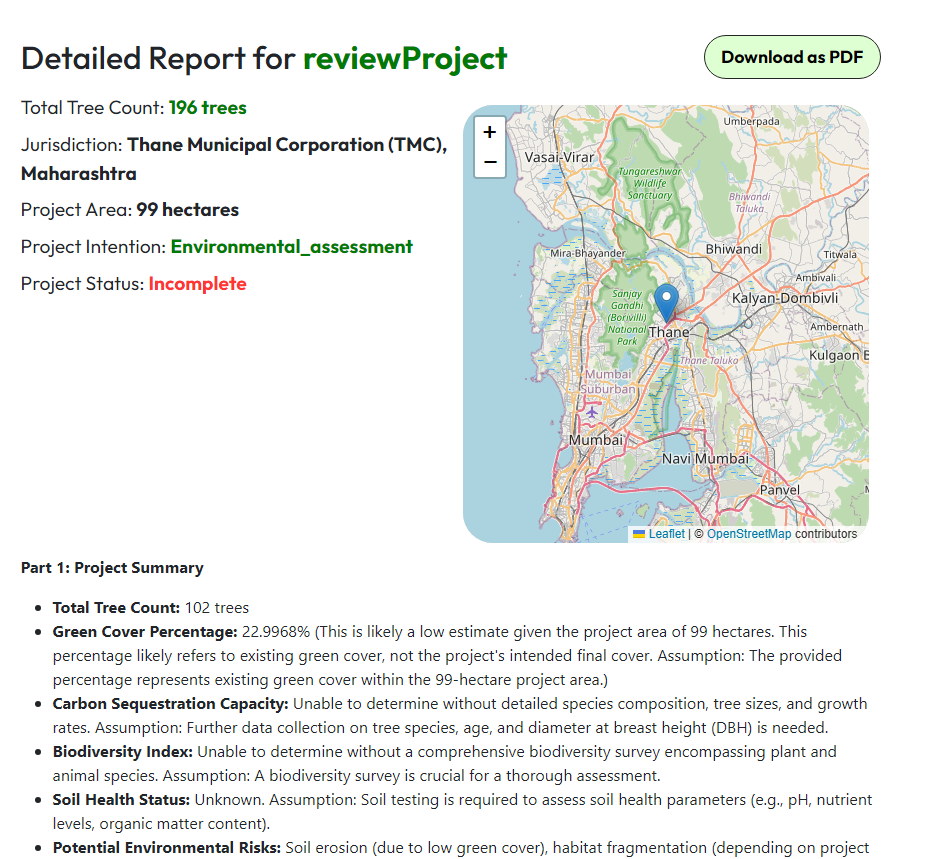 Detailed Report for reviewProject
Download as PDF
Total Tree Count: 196 trees
Jurisdiction: Thane Municipal Corporation (TMC),
Maharashtra
Project Area: 99 hectares
Project Intention: Environmental_assessment
Project Status: Incomplete
+
−
Umberpada
Vasai-Virar
Tungareshwar
Wildlife
Sanctuary
Bhiwandi
Taluka
Mira-Bhayander
Bhiwandi
Titwala
Ambivali
Sanjay
Gandhi
(Borivilli)
National
Park
Kalyan-Dombivli
Thane
Ambernath
Thane Taluka
Kulgaon B
Mumbai
Suburban
Mumbai
Navi Mumbai
Panvel
Leaflet | © OpenStreetMap contributors
Part 1: Project Summary
• Total Tree Count: 102 trees
• Green Cover Percentage: 22.9968% (This is likely a low estimate given the project area of 99 hectares. This
percentage likely refers to existing green cover, not the project's intended final cover. Assumption: The provided
percentage represents existing green cover within the 99-hectare project area.)
• Carbon Sequestration Capacity: Unable to determine without detailed species composition, tree sizes, and growth
rates. Assumption: Further data collection on tree species, age, and diameter at breast height (DBH) is needed.
• Biodiversity Index: Unable to determine without a comprehensive biodiversity survey encompassing plant and
animal species. Assumption: A biodiversity survey is crucial for a thorough assessment.
• Soil Health Status: Unknown. Assumption: Soil testing is required to assess soil health parameters (e.g., pH, nutrient
levels, organic matter content).
• Potential Environmental Risks: Soil erosion (due to low green cover), habitat fragmentation (depending on project